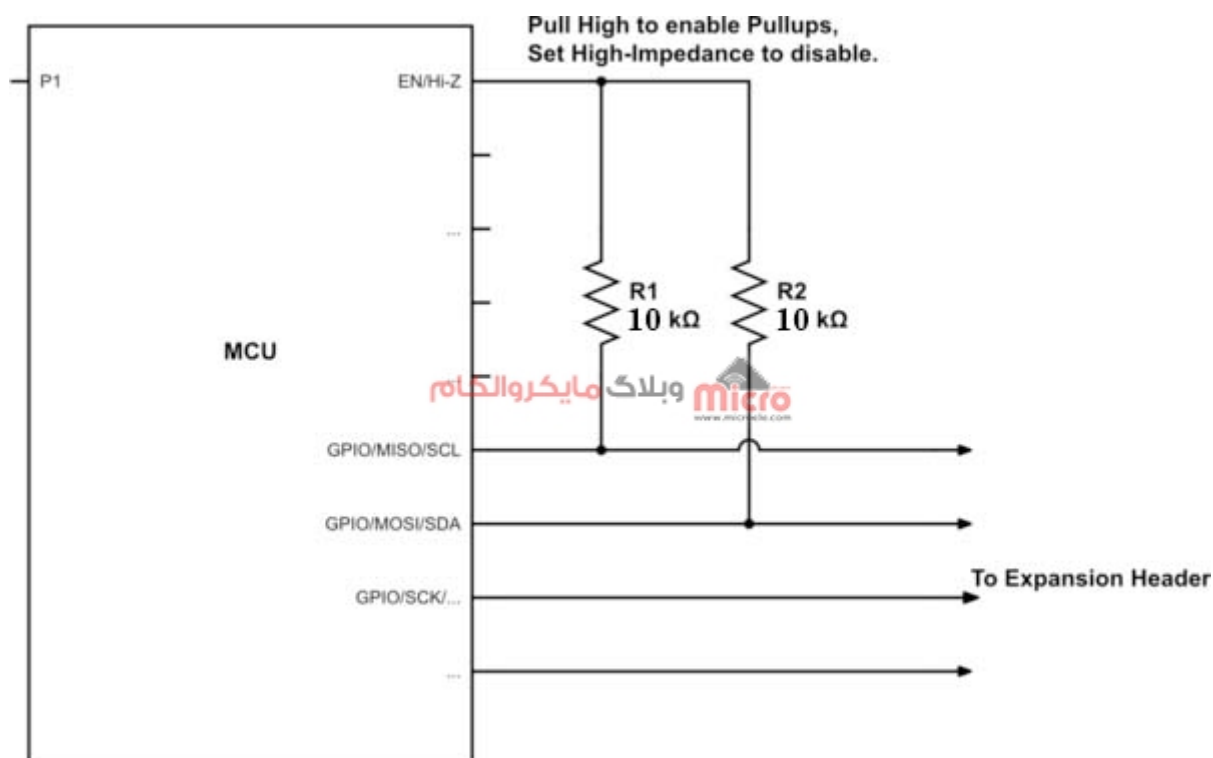 Pull High to enable Pullups,
Set High-Impedance to disable.
P1
EN/Hi-Z
...
R1
10 kΩ
R2
10 kΩ
MCU
وبلاگ مایکروالکام
Micro
GPIO/MISO/SCL
GPIO/MOSI/SDA
To Expansion Header
GPIO/SCK/...
...